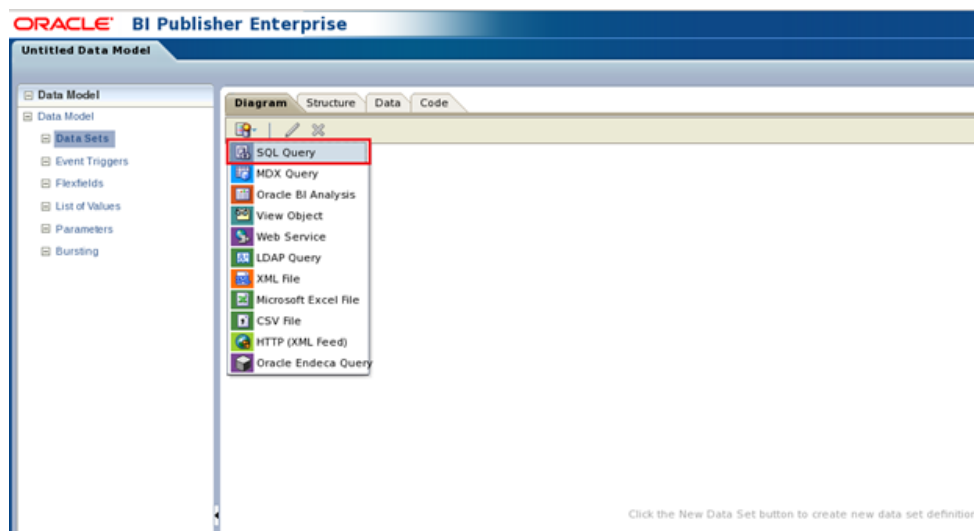 ORACLE BI Publisher Enterprise
Untitled Data Model
Data Model
Data Model
Data Sets
Event Triggers
Flexfields
List of Values
Parameters
Bursting
Diagram Structure Data Code
SQL Query
MDX Query
Oracle BI Analysis
View Object
Web Service
LDAP Query
XML File
Microsoft Excel File
CSV File
HTTP (XML Feed)
Oracle Endeca Query
Click the New Data Set button to create new data set definition